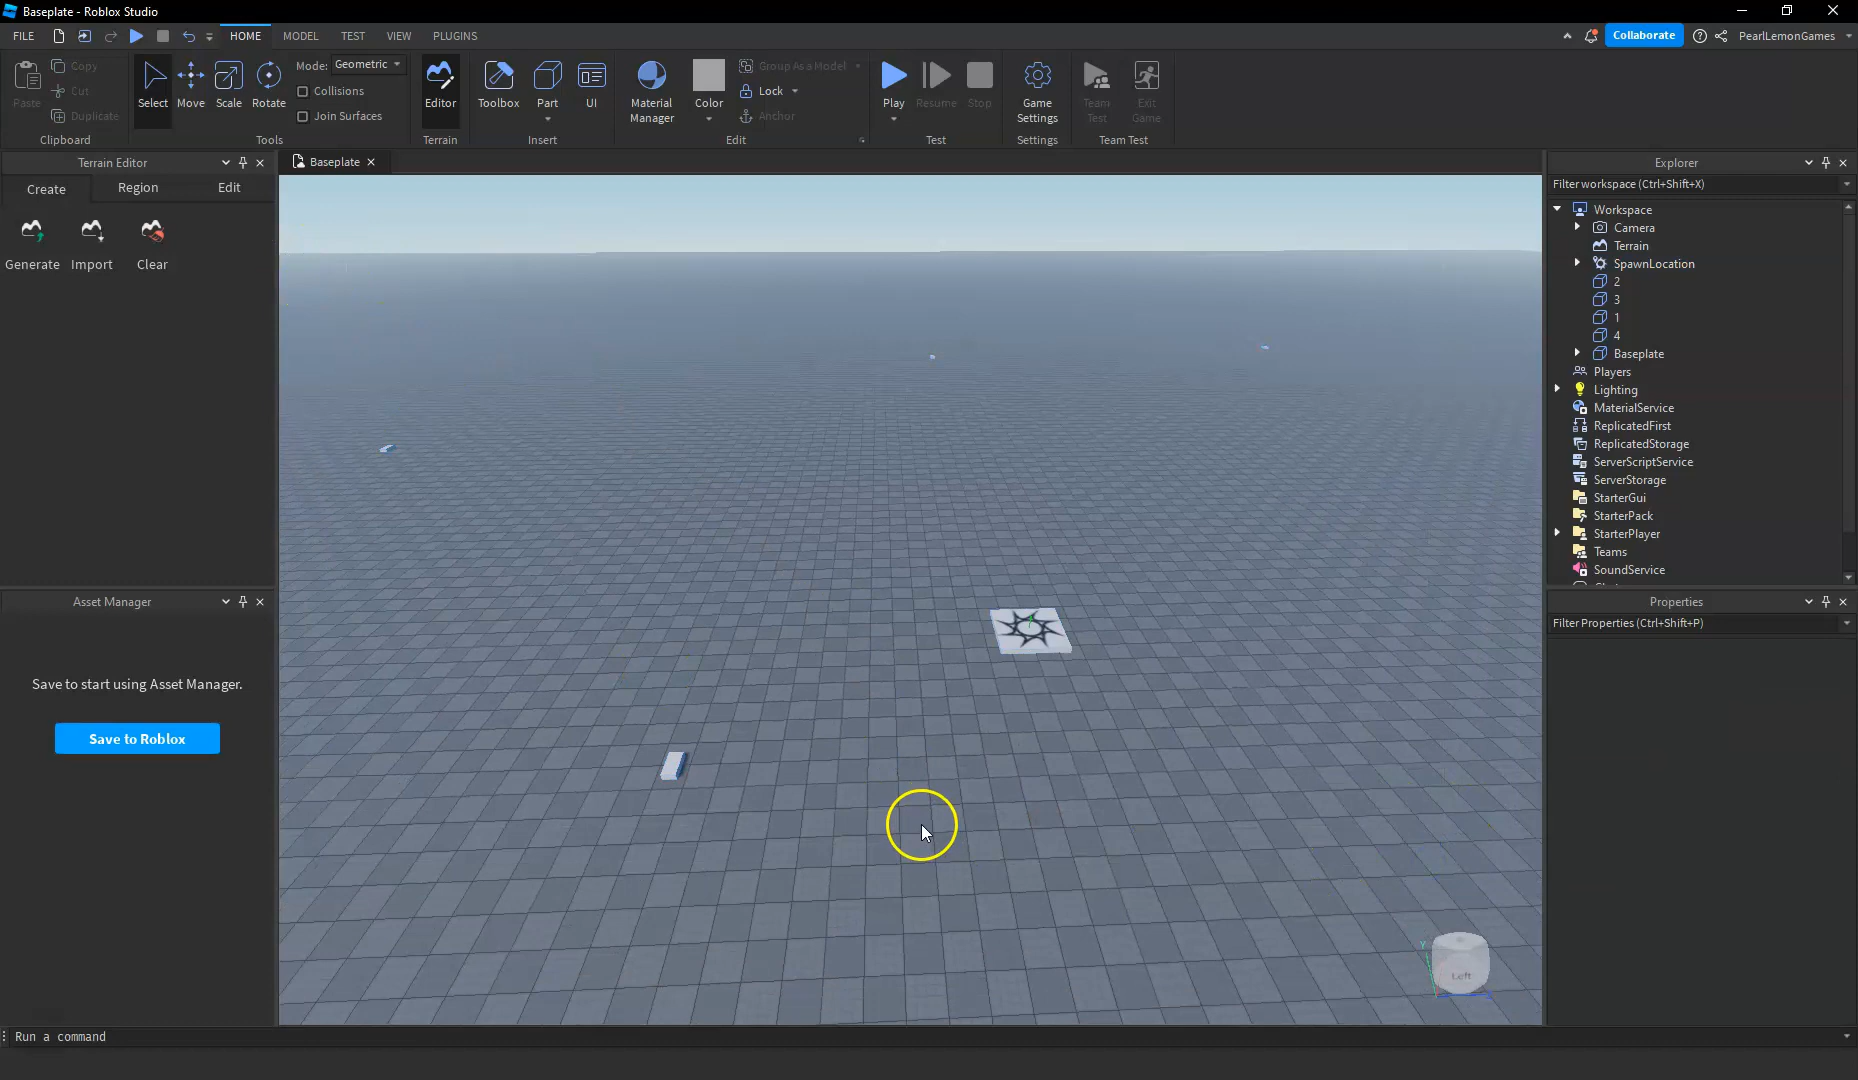 Baseplate - Roblox Studio
FILE HOME MODEL TEST VIEW PLUGINS Collaborate PearlLemonGames
Paste Copy Cut Duplicate
Clipboard
Select Move Scale Rotate
Mode: Geometric
Collisions
Join Surfaces
Tools
Editor
Terrain
Toolbox Part UI
Insert
Material Manager Color
Group As a Model
Lock
Anchor
Edit
Play Resume Stop
Test
Game Settings
Settings
Team Test Exit Game
Team Test
Terrain Editor
Create Region Edit
Generate Import Clear
Asset Manager
Save to start using Asset Manager.
Save to Roblox
Baseplate
Left
Y
Explorer
Filter workspace (Ctrl+Shift+X)
Workspace
Camera
Terrain
SpawnLocation
2
3
1
4
Baseplate
Players
Lighting
MaterialService
ReplicatedFirst
ReplicatedStorage
ServerScriptService
ServerStorage
StarterGui
StarterPack
StarterPlayer
Teams
SoundService
Properties
Filter Properties (Ctrl+Shift+P)
Run a command